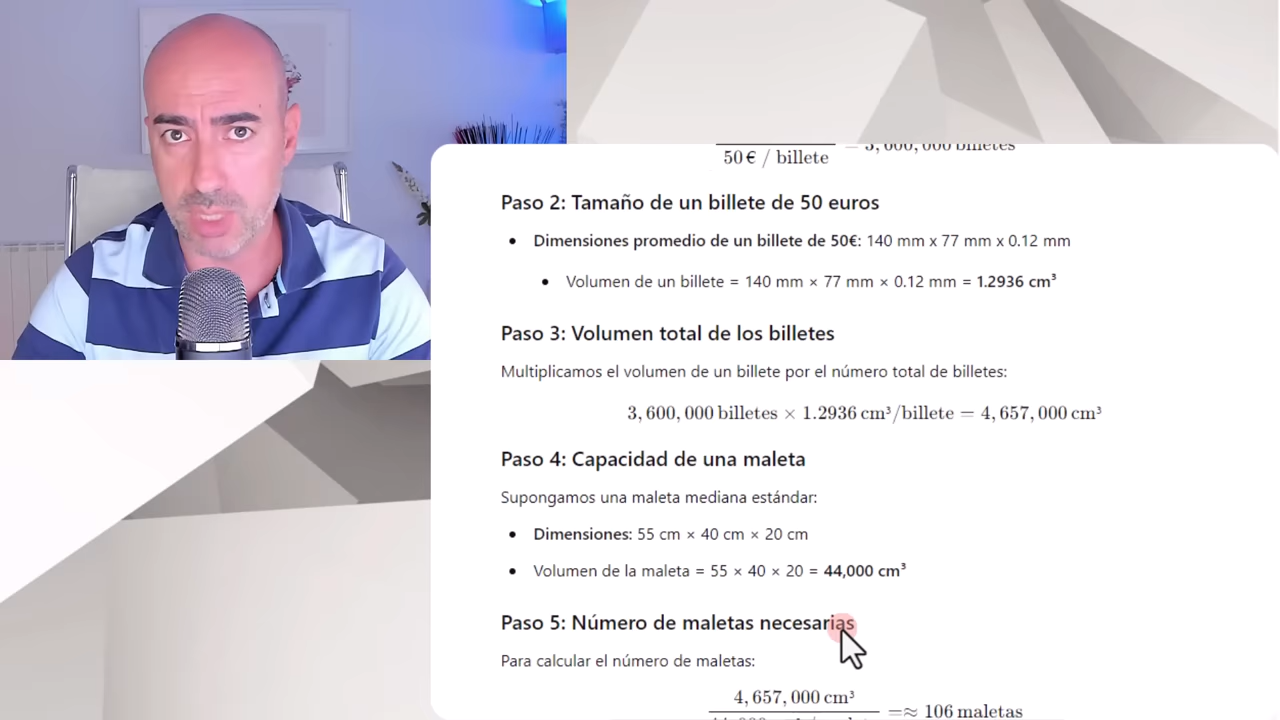 50 € / billete = 3, 600, 000 billetes
Paso 2: Tamaño de un billete de 50 euros
• Dimensiones promedio de un billete de 50€: 140 mm x 77 mm x 0.12 mm
• Volumen de un billete = 140 mm × 77 mm × 0.12 mm = 1.2936 cm³
Paso 3: Volumen total de los billetes
Multiplicamos el volumen de un billete por el número total de billetes:
3, 600, 000 billetes × 1.2936 cm³/billete = 4, 657, 000 cm³
Paso 4: Capacidad de una maleta
Supongamos una maleta mediana estándar:
• Dimensiones: 55 cm × 40 cm × 20 cm
• Volumen de la maleta = 55 × 40 × 20 = 44,000 cm³
Paso 5: Número de maletas necesarias
Para calcular el número de maletas:
4, 657, 000 cm³
=≈ 106 maletas